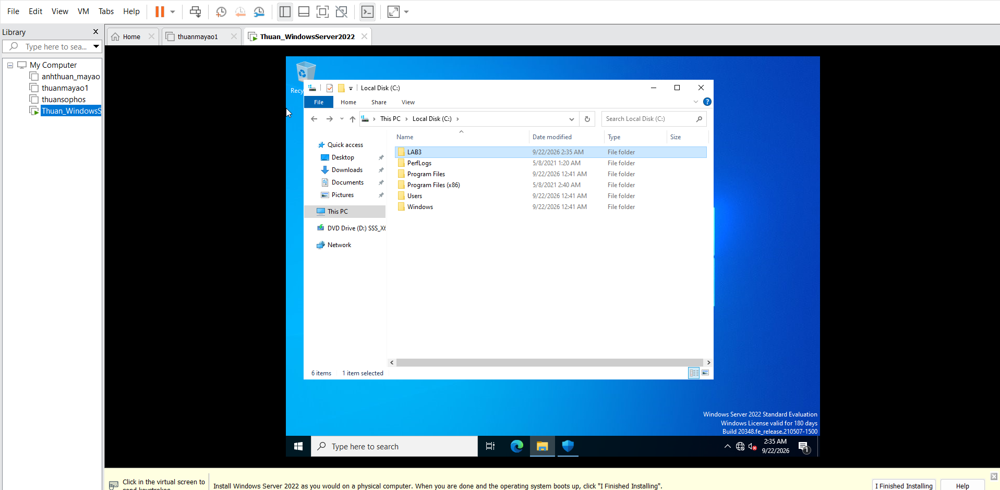 File Edit View VM Tabs Help
Library
Type here to sea...
My Computer
anhthuan_mayao
thuanmayao1
thuansophos
Thuan_WindowsS
Home
thuanmayao1
Thuan_WindowsServer2022
Recy
Local Disk (C:)
File Home Share View
This PC > Local Disk (C:) >
Search Local Disk (C:)
Name Date modified Type Size
Quick access
Desktop
Downloads
Documents
Pictures
This PC
DVD Drive (D:) SSS_X6
Network
LAB3 9/22/2026 2:35 AM File folder
PerfLogs 5/8/2021 1:20 AM File folder
Program Files 9/22/2026 12:41 AM File folder
Program Files (x86) 5/8/2021 2:40 AM File folder
Users 9/22/2026 12:41 AM File folder
Windows 9/22/2026 12:41 AM File folder
6 items 1 item selected
Windows Server 2022 Standard Evaluation
Windows License valid for 180 days
Build 20348.fe_release.210507-1500
Type here to search
2:35 AM
9/22/2026
1
Click in the virtual screen to
send keystrokes
Install Windows Server 2022 as you would on a physical computer. When you are done and the operating system boots up, click "I Finished Installing".
I Finished Installing
Help